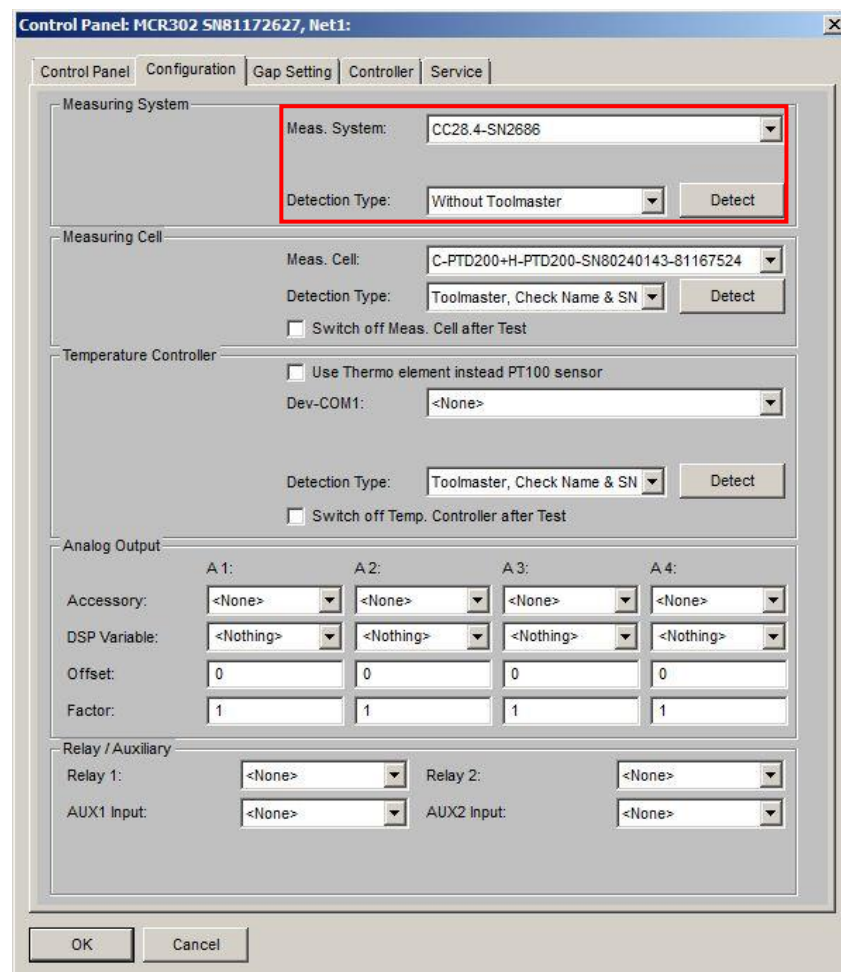 Control Panel: MCR302 SN81172627, Net1:
Control Panel Configuration Gap Setting Controller Service
Measuring System
Meas. System: CC28.4-SN2686
Detection Type: Without Toolmaster Detect
Measuring Cell
Meas. Cell: C-PTD200+H-PTD200-SN80240143-81167524
Detection Type: Toolmaster, Check Name & SN Detect
Switch off Meas. Cell after Test
Temperature Controller
Use Thermo element instead PT100 sensor
Dev-COM1: <None>
Detection Type: Toolmaster, Check Name & SN Detect
Switch off Temp. Controller after Test
Analog Output
A 1: A 2: A 3: A 4:
Accessory: <None> <None> <None> <None>
DSP Variable: <Nothing> <Nothing> <Nothing> <Nothing>
Offset: 0 0 0 0
Factor: 1 1 1 1
Relay / Auxiliary
Relay 1: <None> Relay 2: <None>
AUX1 Input: <None> AUX2 Input: <None>
OK Cancel